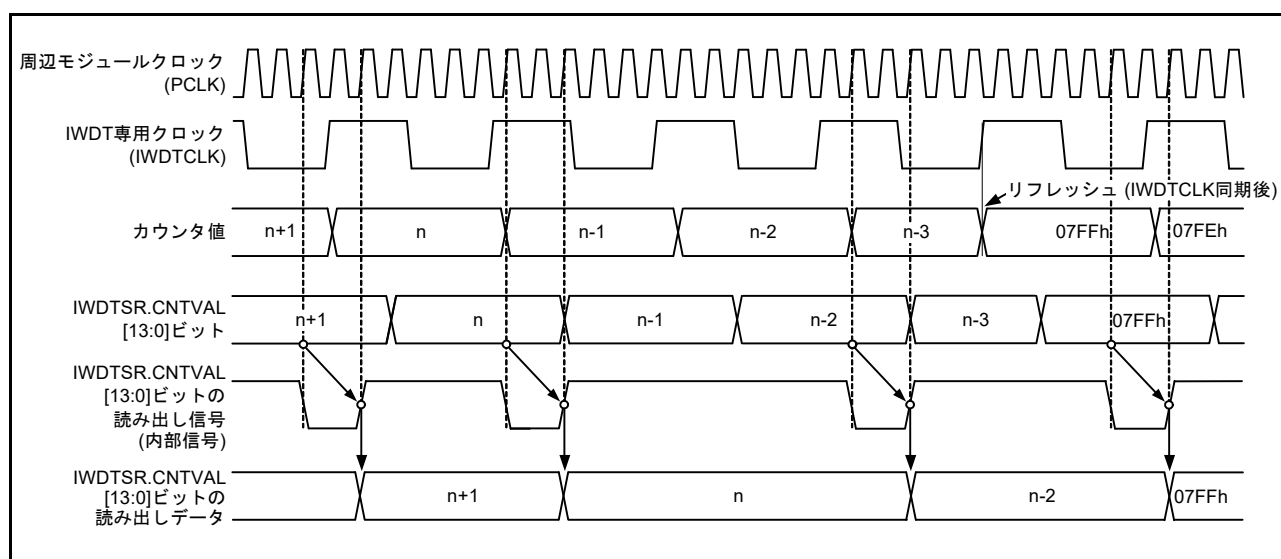 周辺モジュールクロック
(PCLK)
IWDT専用クロック
(IWDTCLK)
リフレッシュ (IWDTCLK同期後)
カウンタ値
n+1
n
n-1
n-2
n-3
07FFh
07FEh
IWDTSR.CNTVAL
[13:0]ビット
n+1
n
n-1
n-2
n-3
07FFh
IWDTSR.CNTVAL
[13:0]ビットの
読み出し信号
(内部信号)
IWDTSR.CNTVAL
[13:0]ビットの
読み出しデータ
n+1
n
n-2
07FFh